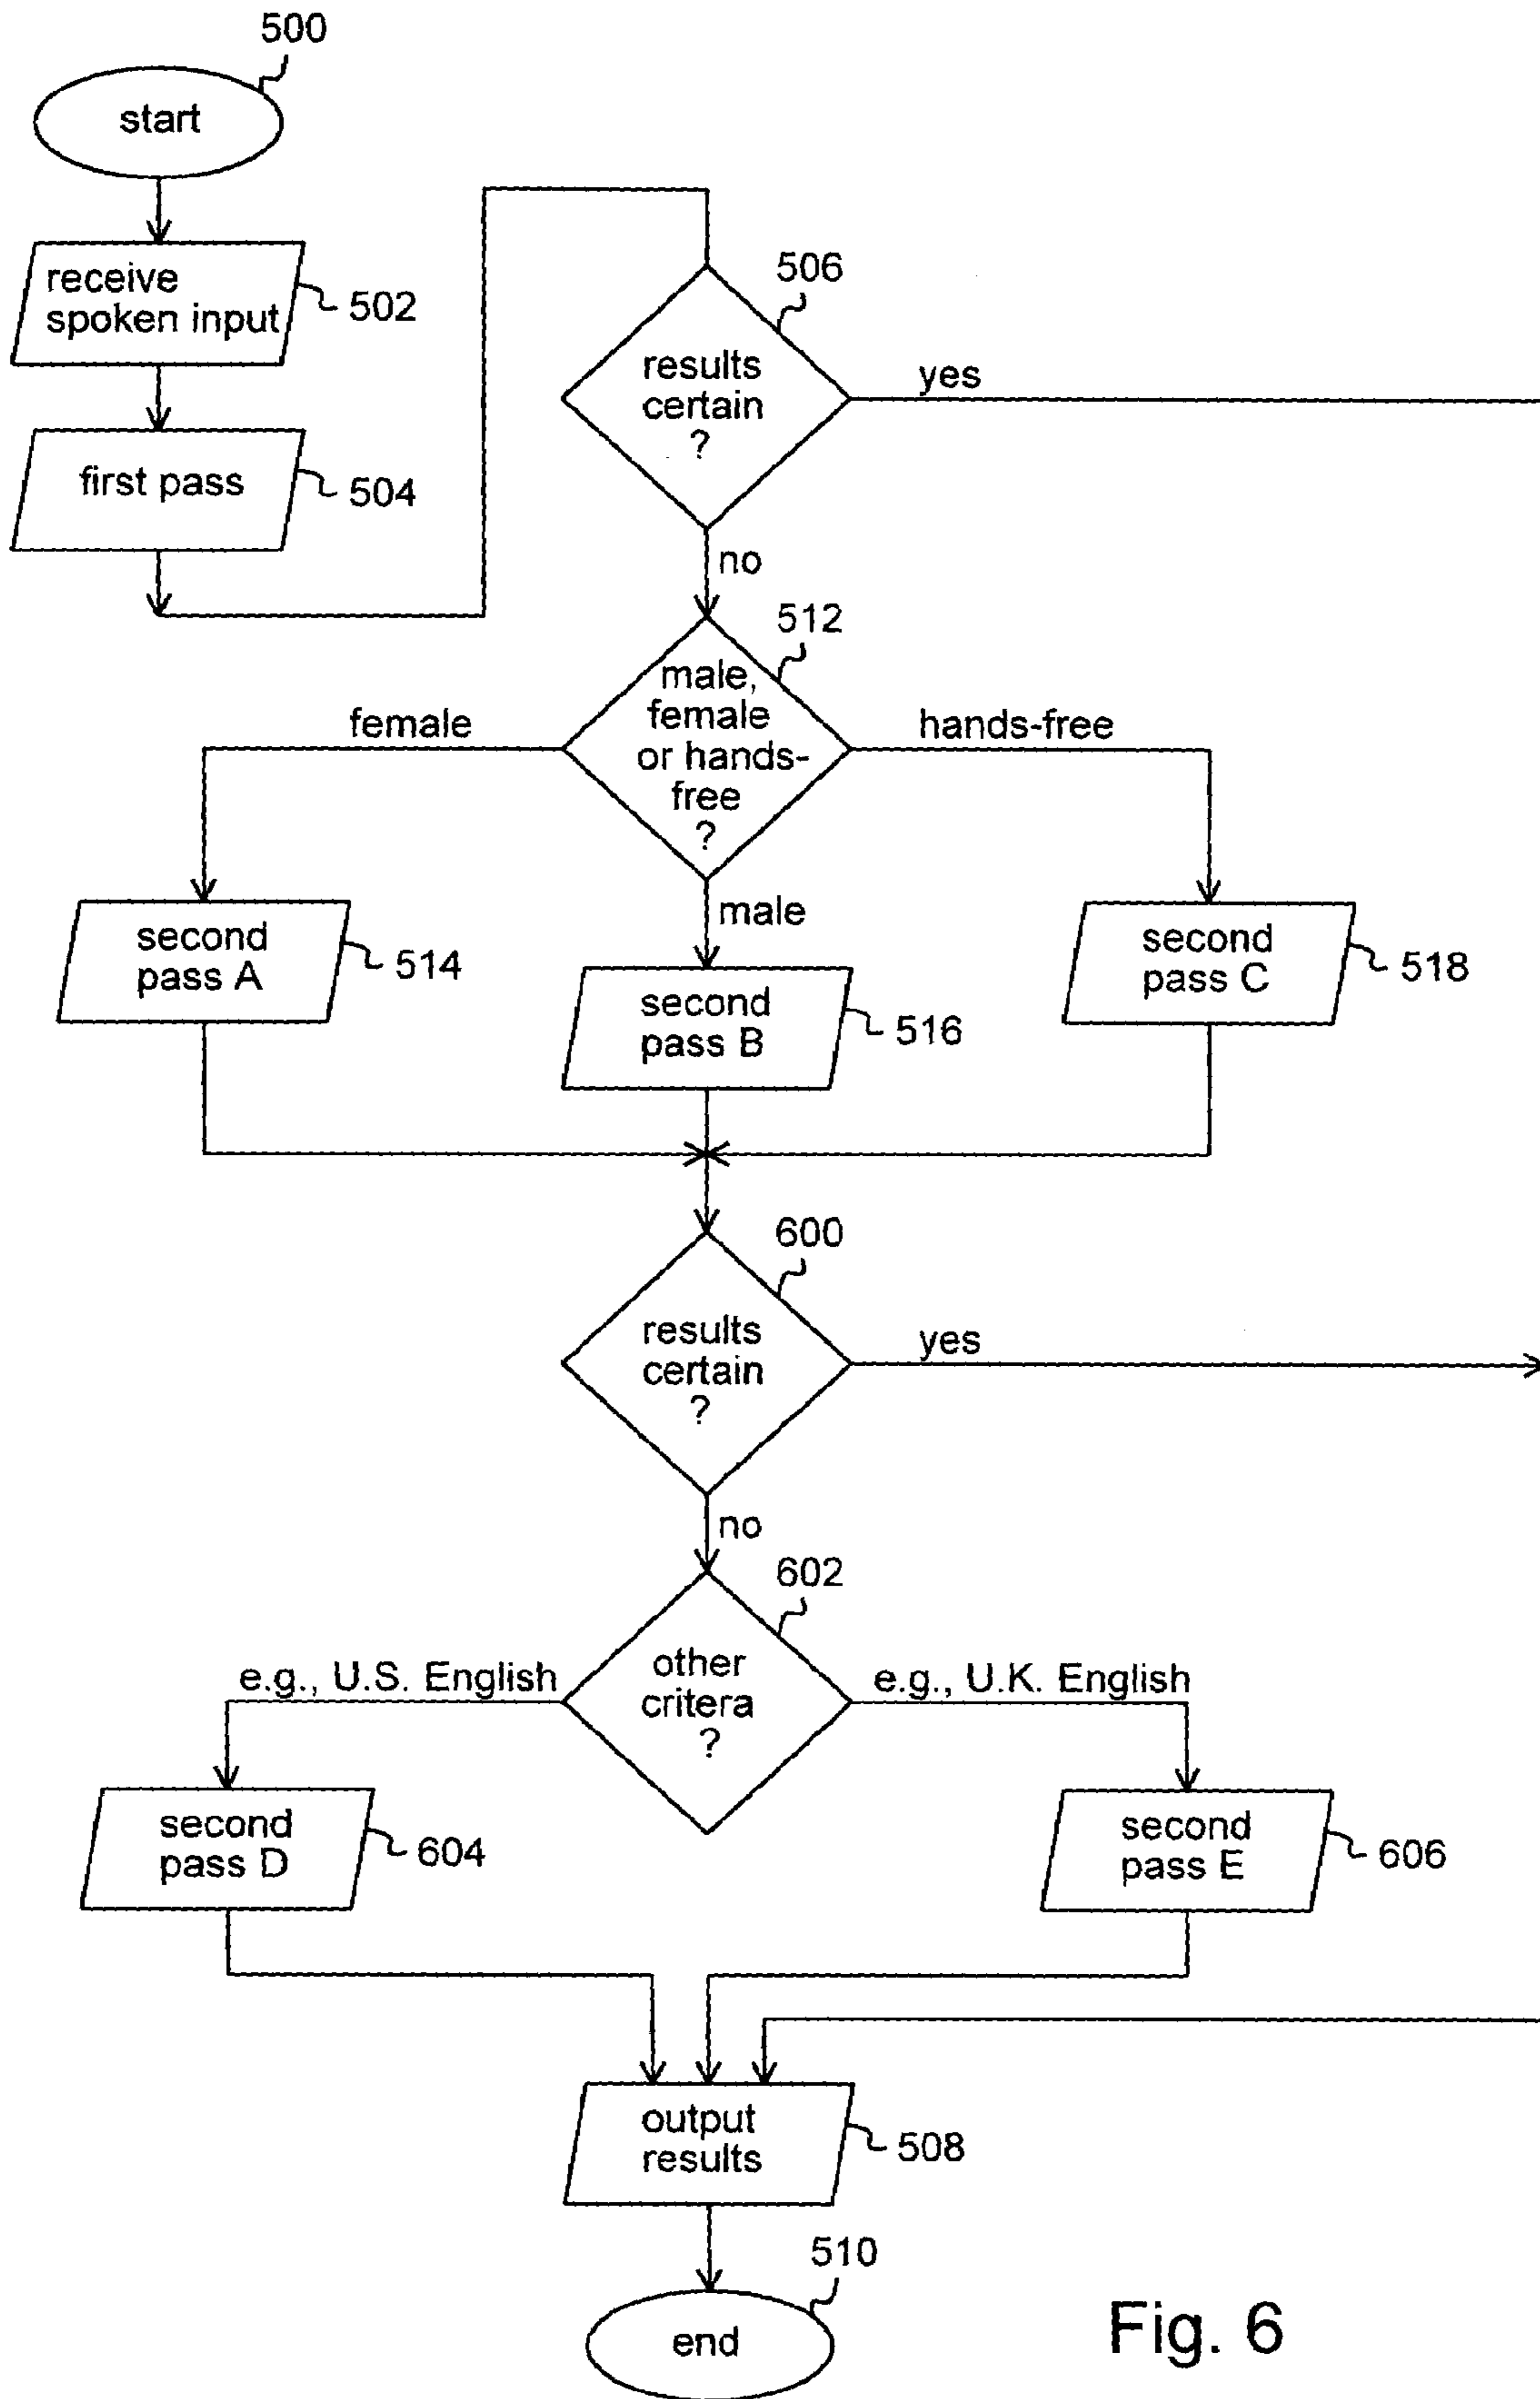 500
start
receive
spoken input
502
first pass
504
506
results
certain
?
yes
no
512
male,
female
or hands-
free
?
female
hands-free
male
second
pass A
514
second
pass B
516
second
pass C
518
600
results
certain
?
yes
no
602
other
critera
?
e.g., U.S. English
e.g., U.K. English
second
pass D
604
second
pass E
606
output
results
508
510
end
Fig. 6